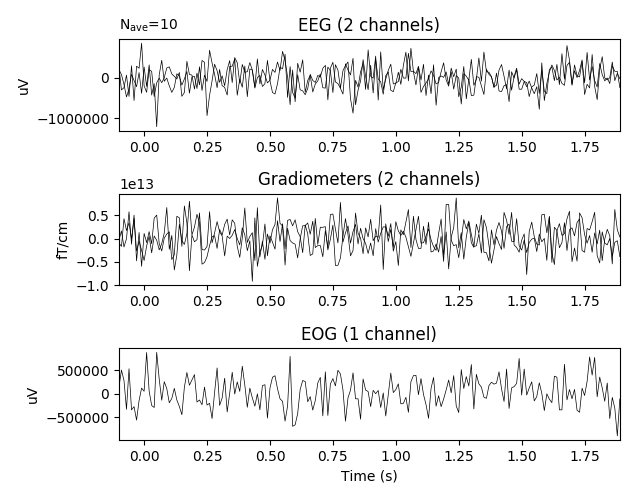 N_ave=10
EEG (2 channels)
uV
0
−1000000
0.00 0.25 0.50 0.75 1.00 1.25 1.50 1.75
1e13
Gradiometers (2 channels)
fT/cm
0.5
0.0
−0.5
−1.0
0.00 0.25 0.50 0.75 1.00 1.25 1.50 1.75
EOG (1 channel)
uV
500000
0
−500000
0.00 0.25 0.50 0.75 1.00 1.25 1.50 1.75
Time (s)